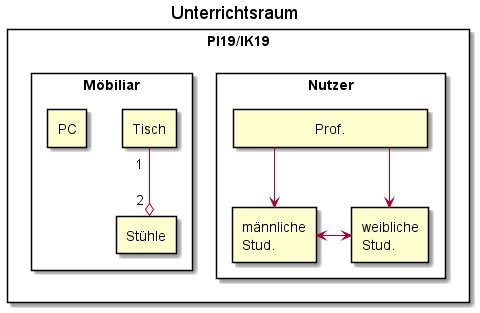 Unterrichtsraum
PI19/IK19
Möbiliar
PC
Tisch
1
2
Stühle
Nutzer
Prof.
männliche
Stud.
weibliche
Stud.